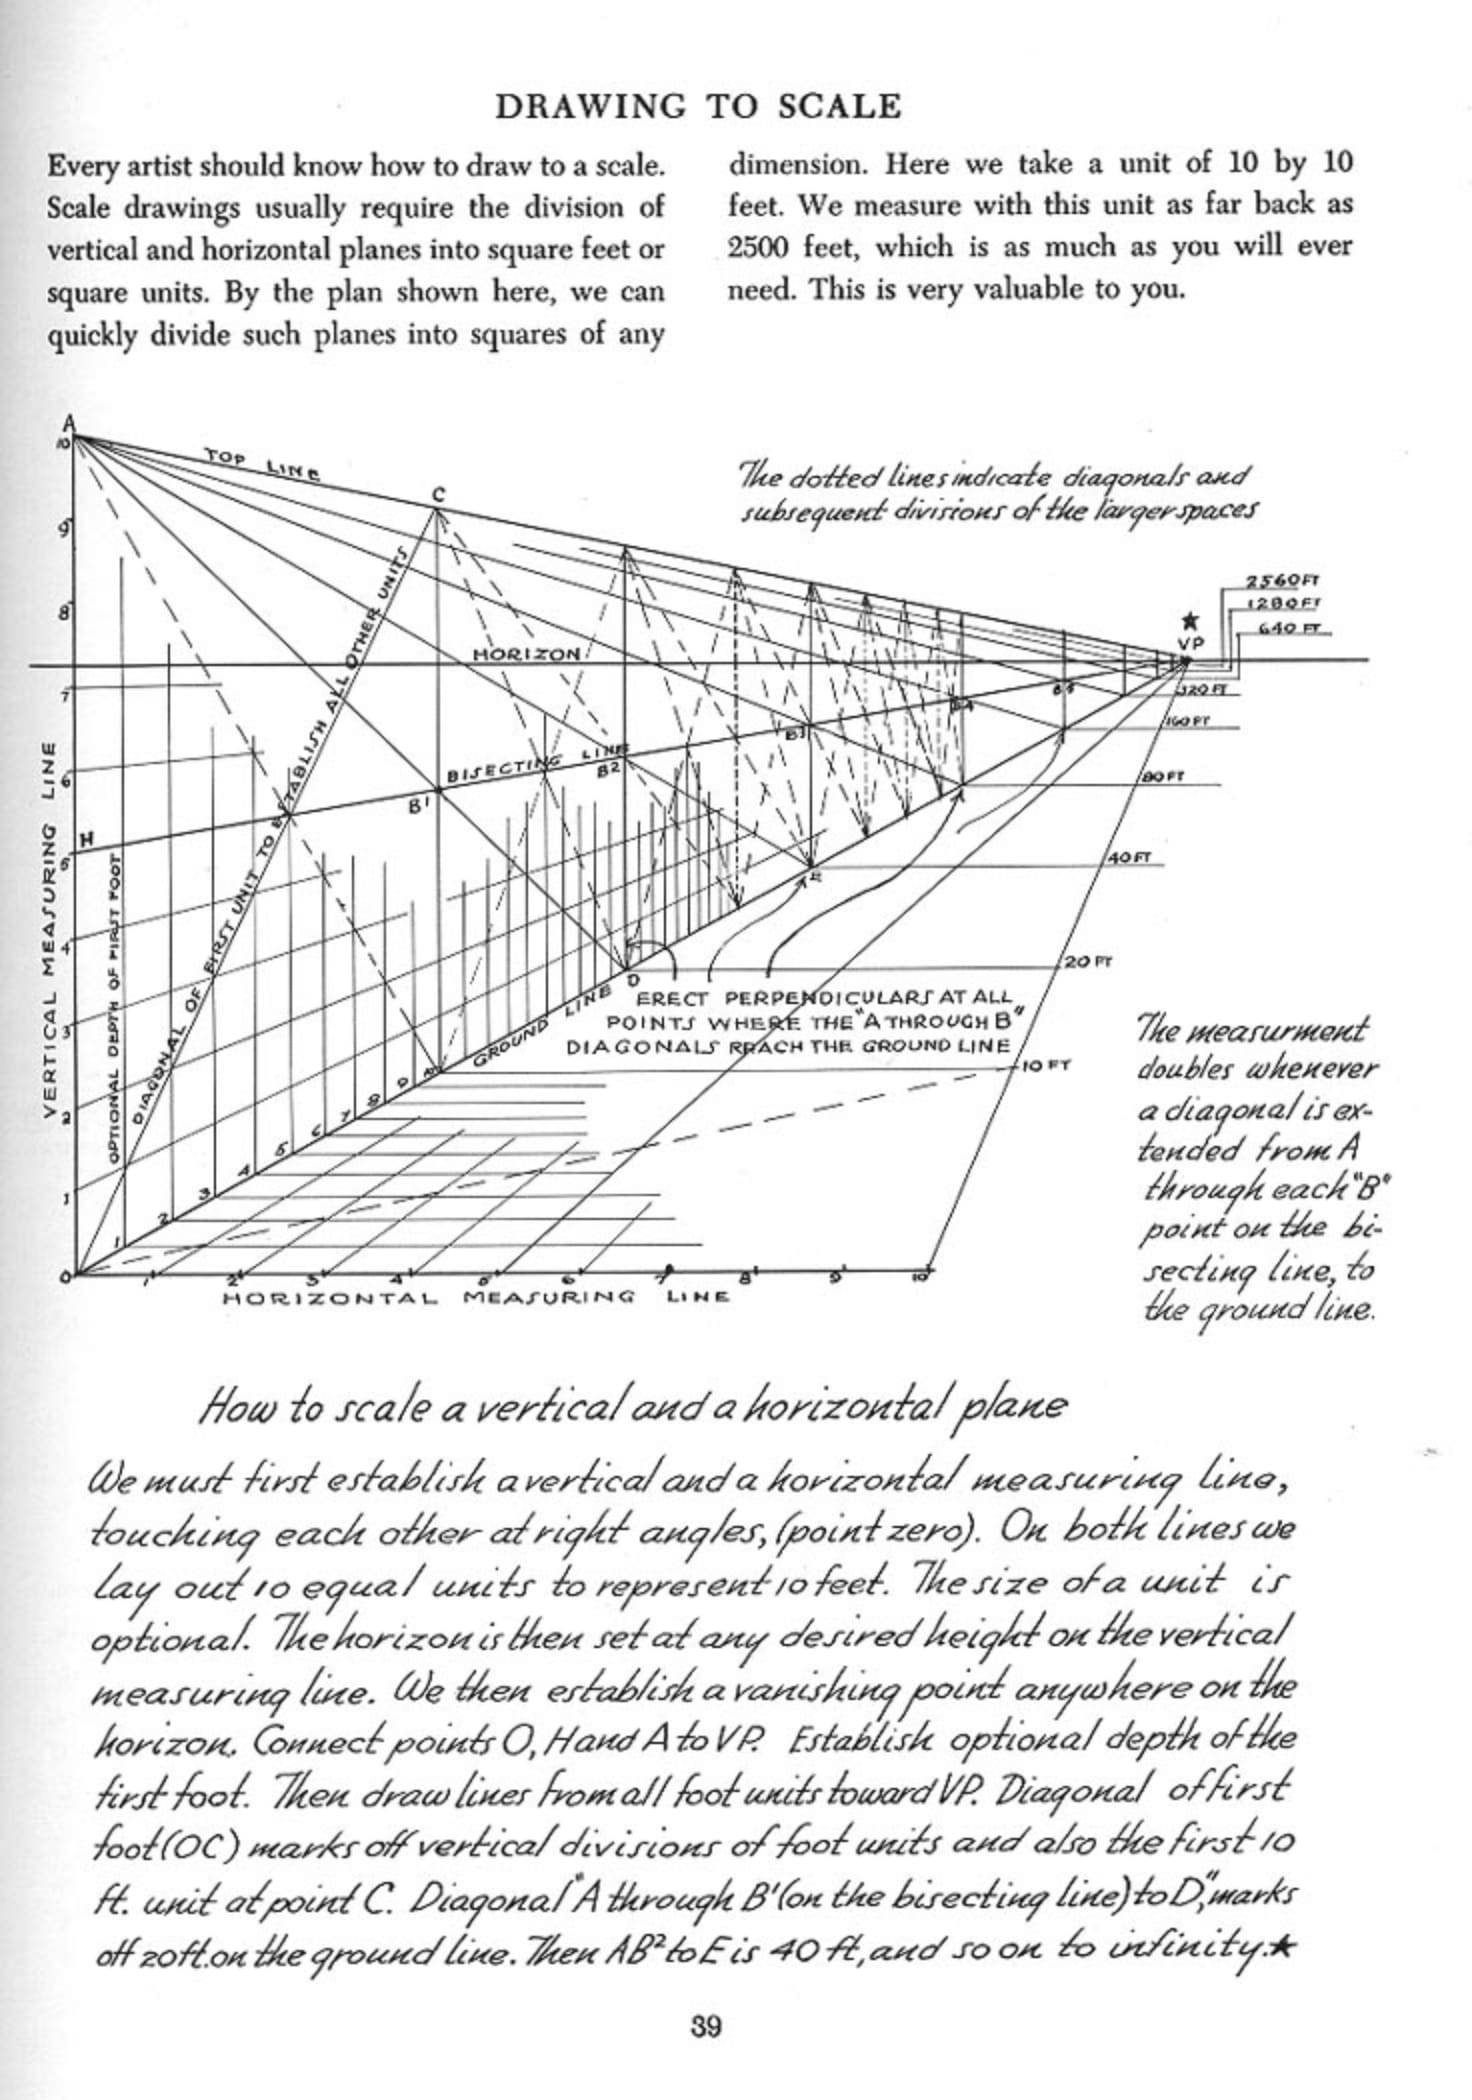 DRAWING TO SCALE
Every artist should know how to draw to a scale.
Scale drawings usually require the division of
vertical and horizontal planes into square feet or
square units. By the plan shown here, we can
quickly divide such planes into squares of any
dimension. Here we take a unit of 10 by 10
feet. We measure with this unit as far back as
2500 feet, which is as much as you will ever
need. This is very valuable to you.
A
10
TOP LINE
C
The dotted lines indicate diagonals and
subsequent divisions of the larger spaces
9
8
2560 FT
1280 FT
640 FT
★
VP
HORIZON
7
320 FT
B5
B4
160 FT
B3
BISECTING LINE
B2
B1
6
80 FT
H
5
40 FT
E
4
20 FT
D
3
2
1
0
VERTICAL MEASURING LINE
OPTIONAL DEPTH OF FIRST FOOT
DIAGONAL OF FIRST UNIT TO ESTABLISH ALL OTHER UNITS
GROUND LINE
ERECT PERPENDICULARS AT ALL
POINTS WHERE THE "A THROUGH B"
DIAGONALS REACH THE GROUND LINE
10 FT
1 2 3 4 5 6 7 8 9 10
1 2 3 4 5 6 7 8 9 10
HORIZONTAL MEASURING LINE
The measurment
doubles whenever
a diagonal is ex-
tended from A
through each "B"
point on the bi-
secting line, to
the ground line.
How to scale a vertical and a horizontal plane
We must first establish a vertical and a horizontal measuring line,
touching each other at right angles, (point zero). On both lines we
lay out 10 equal units to represent 10 feet. The size of a unit is
optional. The horizon is then set at any desired height on the vertical
measuring line. We then establish a vanishing point anywhere on the
horizon. Connect points O, H and A to VP. Establish optional depth of the
first foot. Then draw lines from all foot units toward VP. Diagonal of first
foot (OC) marks off vertical divisions of foot units and also the first 10
ft. unit at point C. Diagonal "A through B' (on the bisecting line) to D," marks
off 20 ft. on the ground line. Then AB² to E is 40 ft, and so on to infinity.★
39